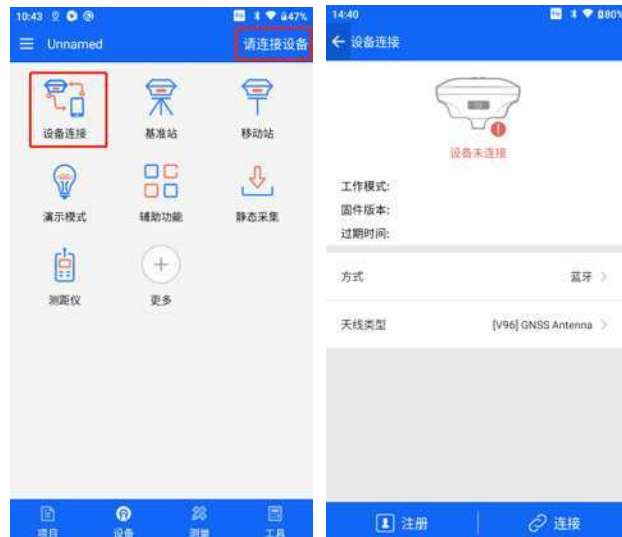 10:43
47%
Unnamed
请连接设备
设备连接
基准站
移动站
演示模式
辅助功能
静态采集
测距仪
更多
项目
设备
测量
工具
14:40
80%
设备连接
设备未连接
工作模式:
固件版本:
过期时间:
方式
蓝牙
天线类型
[V96] GNSS Antenna
注册
连接